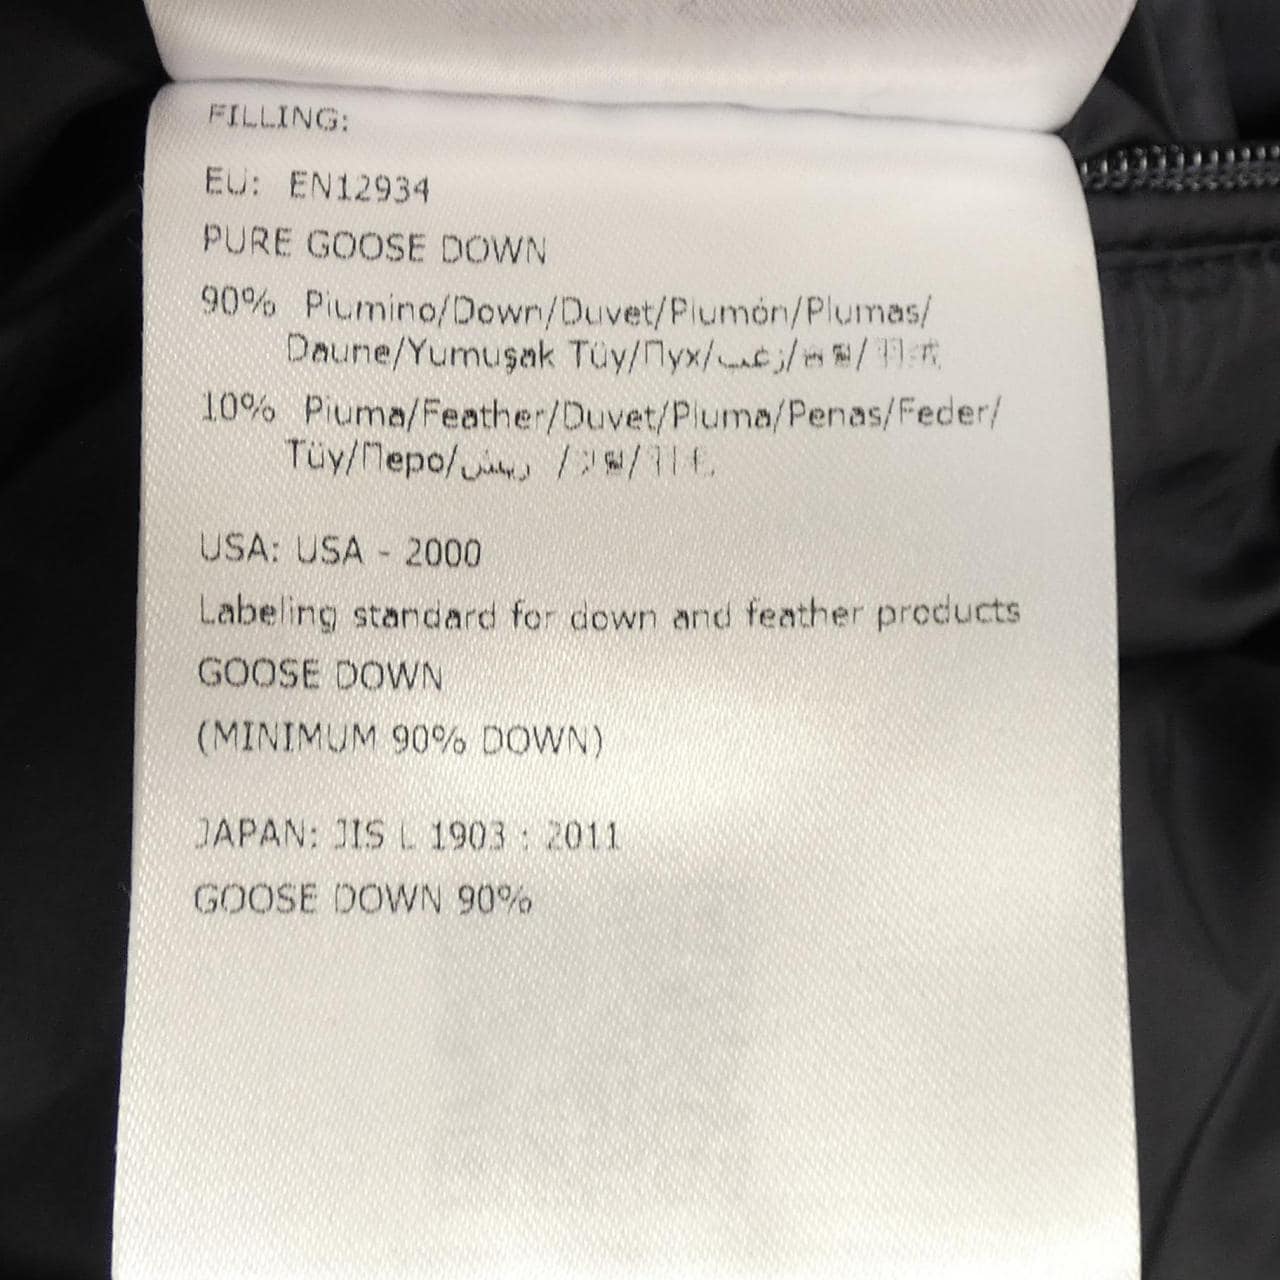 FILLING:
EU: EN12934
PURE GOOSE DOWN
90% Piumino/Down/Duvet/Plumón/Plumas/
Daune/Yumuşak Tüy/Пух/زغب/
10% Piuma/Feather/Duvet/Pluma/Penas/Feder/
Tüy/Перо/ريش /
USA: USA - 2000
Labeling standard for down and feather products
GOOSE DOWN
(MINIMUM 90% DOWN)
JAPAN: JIS L 1903 : 2011
GOOSE DOWN 90%